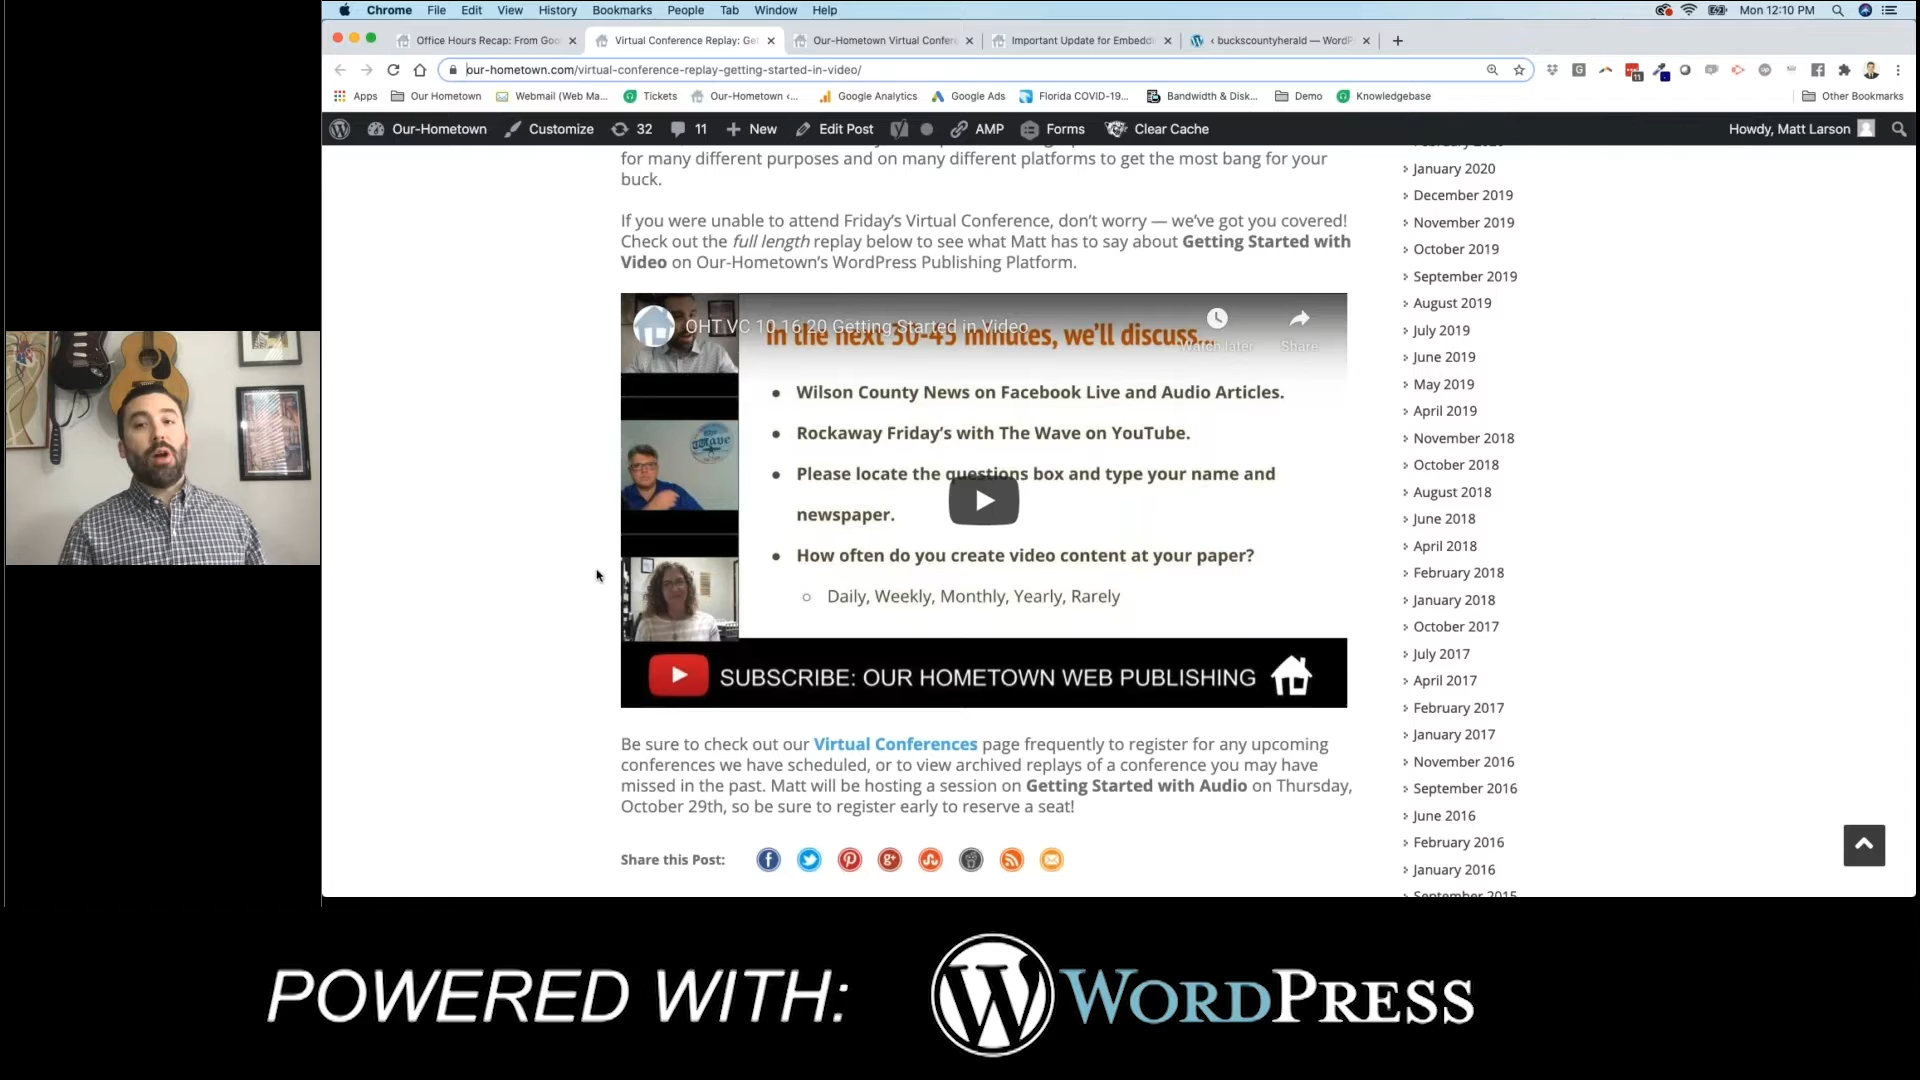 Chrome File Edit View History Bookmarks People Tab Window Help
Mon 12:10 PM
Office Hours Recap: From Goo
Virtual Conference Replay: Ge
Our-Hometown Virtual Confer
Important Update for Embeddi
‹ buckscountyherald — WordP
our-hometown.com/virtual-conference-replay-getting-started-in-video/
Apps Our Hometown Webmail (Web Ma... Tickets Our-Hometown ‹... Google Analytics Google Ads Florida COVID-19... Bandwidth & Disk... Demo Knowledgebase Other Bookmarks
Our-Hometown Customize 32 11 New Edit Post AMP Forms Clear Cache Howdy, Matt Larson
for many different purposes and on many different platforms to get the most bang for your
buck.
If you were unable to attend Friday's Virtual Conference, don't worry — we've got you covered!
Check out the full length replay below to see what Matt has to say about Getting Started with
Video on Our-Hometown's WordPress Publishing Platform.
OHT VC 10 16 20 Getting Started in Video
Watch later Share
In the next 30-45 minutes, we'll discuss...
● Wilson County News on Facebook Live and Audio Articles.
● Rockaway Friday's with The Wave on YouTube.
● Please locate the questions box and type your name and
newspaper.
● How often do you create video content at your paper?
○ Daily, Weekly, Monthly, Yearly, Rarely
Wave
SUBSCRIBE: OUR HOMETOWN WEB PUBLISHING
Be sure to check out our Virtual Conferences page frequently to register for any upcoming
conferences we have scheduled, or to view archived replays of a conference you may have
missed in the past. Matt will be hosting a session on Getting Started with Audio on Thursday,
October 29th, so be sure to register early to reserve a seat!
Share this Post:
February 2020
January 2020
December 2019
November 2019
October 2019
September 2019
August 2019
July 2019
June 2019
May 2019
April 2019
November 2018
October 2018
August 2018
June 2018
April 2018
February 2018
January 2018
October 2017
July 2017
April 2017
February 2017
January 2017
November 2016
September 2016
June 2016
February 2016
January 2016
September 2015
POWERED WITH: WORDPRESS